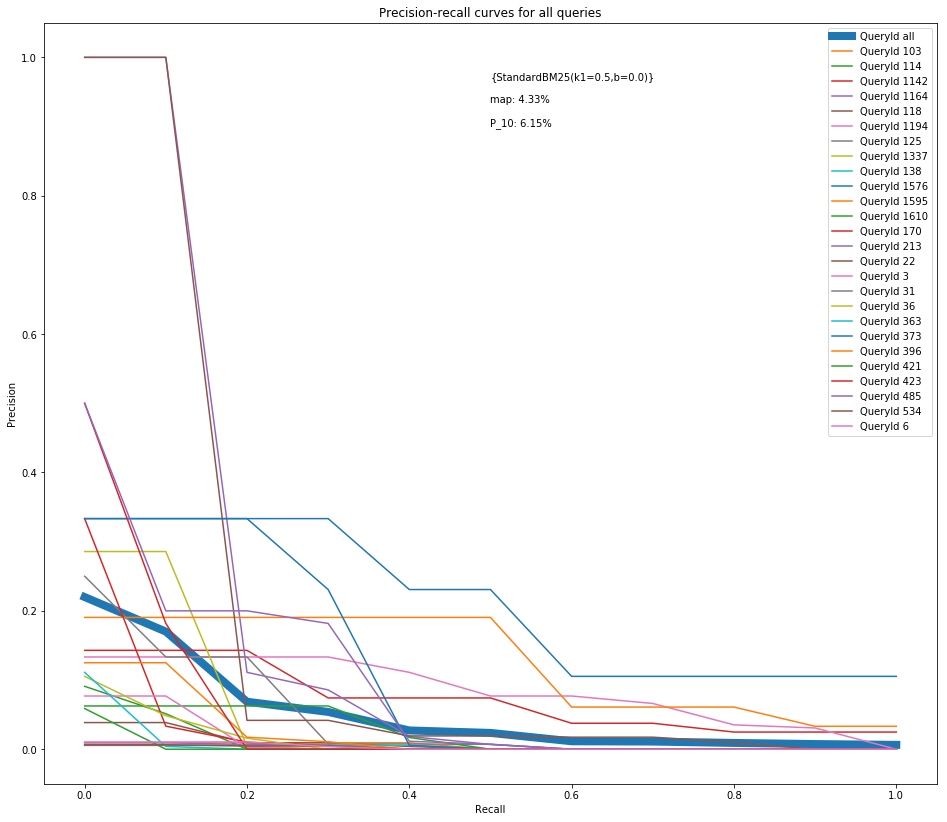 Precision-recall curves for all queries
{StandardBM25(k1=0.5,b=0.0)}
map: 4.33%
P_10: 6.15%
QueryId all
QueryId 103
QueryId 114
QueryId 1142
QueryId 1164
QueryId 118
QueryId 1194
QueryId 125
QueryId 1337
QueryId 138
QueryId 1576
QueryId 1595
QueryId 1610
QueryId 170
QueryId 213
QueryId 22
QueryId 3
QueryId 31
QueryId 36
QueryId 363
QueryId 373
QueryId 396
QueryId 421
QueryId 423
QueryId 485
QueryId 534
QueryId 6
Precision
1.0
0.8
0.6
0.4
0.2
0.0
0.0
0.2
0.4
0.6
0.8
1.0
Recall